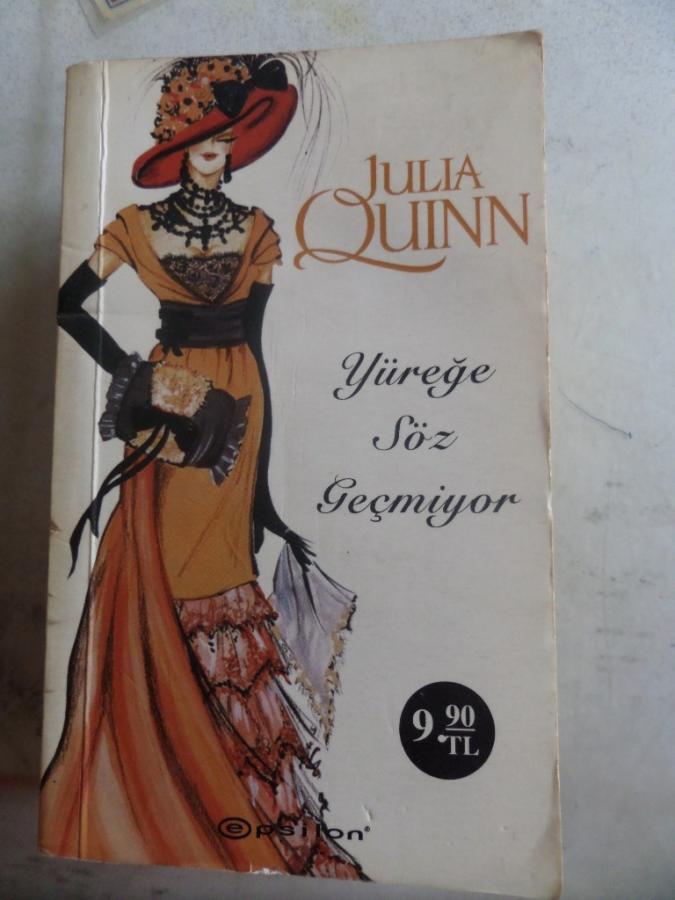 JULIA
QUINN
Yüreğe
Söz
Geçmiyor
9.90
TL
epsilon®